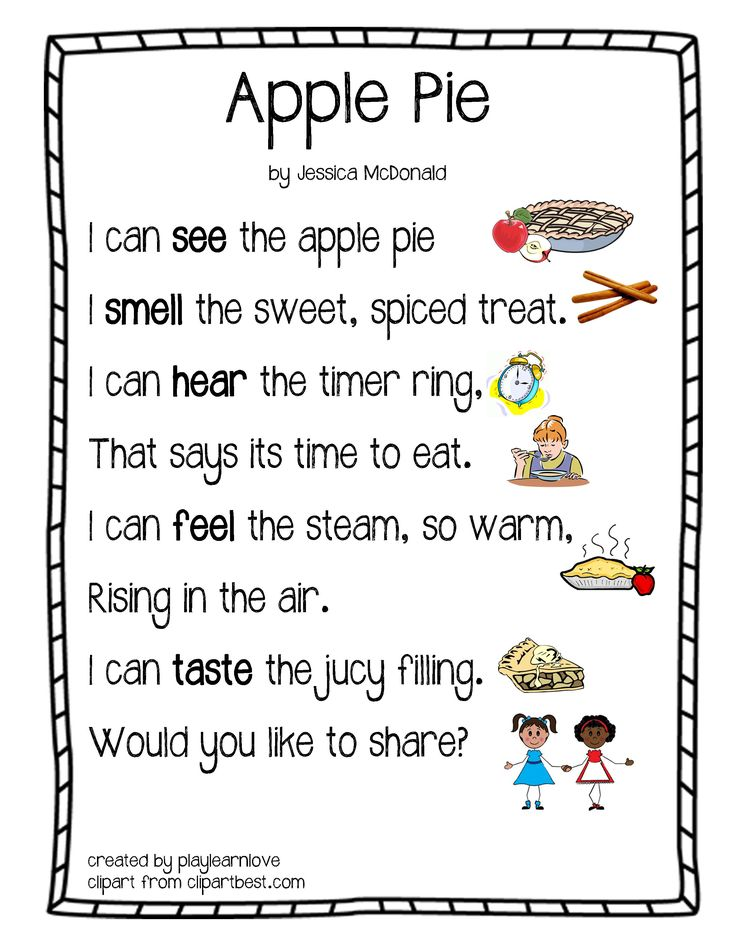 Apple Pie
by Jessica McDonald
I can see the apple pie
I smell the sweet, spiced treat.
I can hear the timer ring,
That says its time to eat.
I can feel the steam, so warm,
Rising in the air.
I can taste the jucy filling.
Would you like to share?
created by playlearnlove
clipart from clipartbest.com